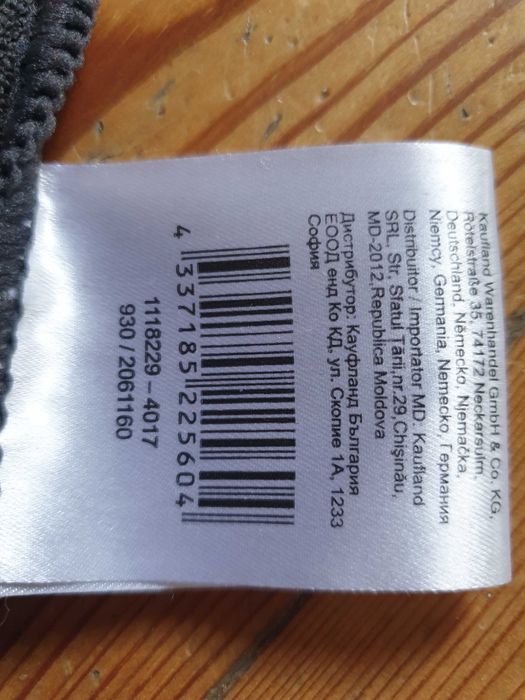 Kaufland Warenhandel GmbH & Co. KG,
Rötelstraße 35, 74172 Neckarsulm,
Deutschland, Německo, Njemačka,
Niemcy, Germania, Nemecko, Германия
Distribuitor / Importator MD. Kaufland
SRL, Str. Sfatul Țării, nr.29, Chișinău,
MD-2012, Republica Moldova
Дистрибутор: Кауфланд България
ЕООД енд Ко КД, ул. Скопие 1А, 1233
София
4 337185 225604
1118229-4017
930 / 2061160